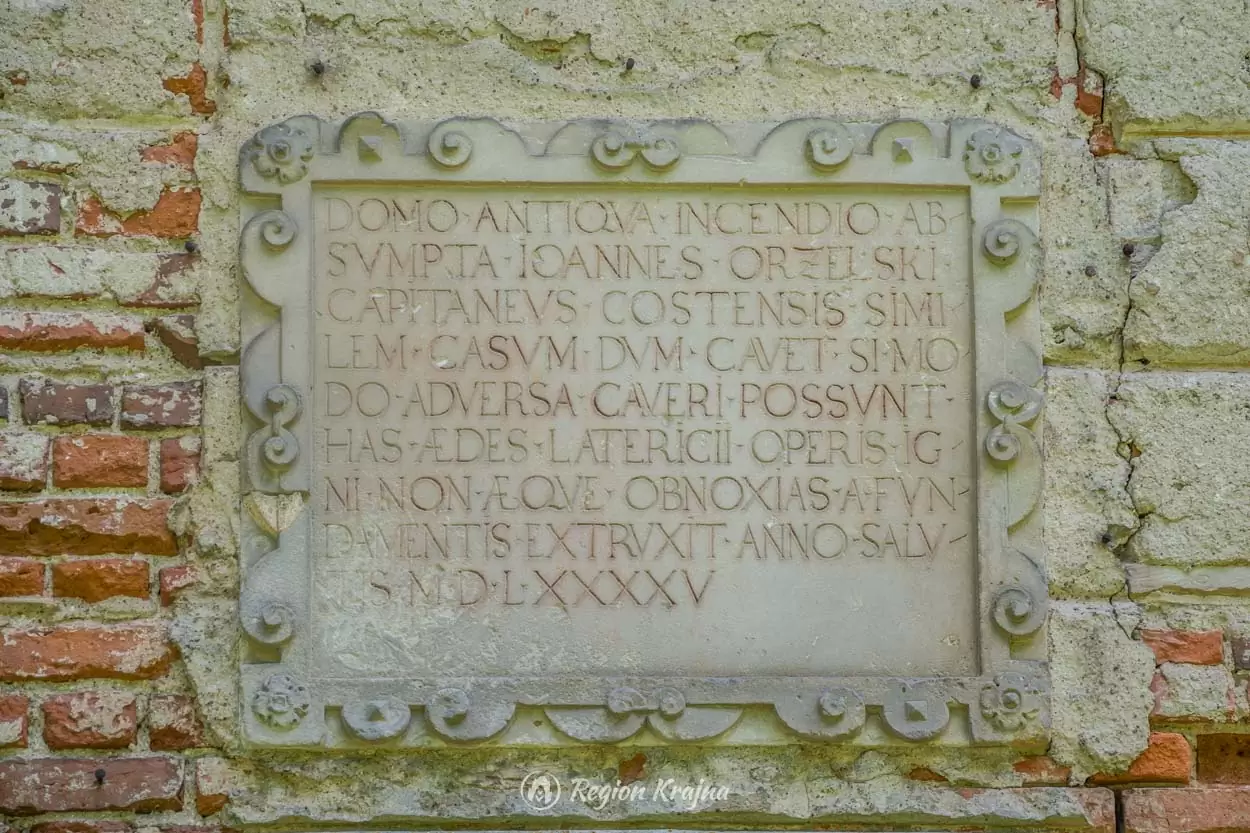 DOMO·ANTIQVA·INCENDIO·AB-
SVMPTA·IOANNES·ORZELSKI
CAPITANEVS·COSTENSIS·SIMI
LEM·CASVM·DVM·CAVET·SI·MO
DO·ADVERSA·CAVERI·POSSVNT·
HAS·ÆDES·LATERICII·OPERIS·IG-
NI·NON·ÆQVE·OBNOXIAS·A·FVN-
DAMENTIS·EXTRVXIT·ANNO·SALV-
TIS·M·D·LXXXXV
Region Krajna